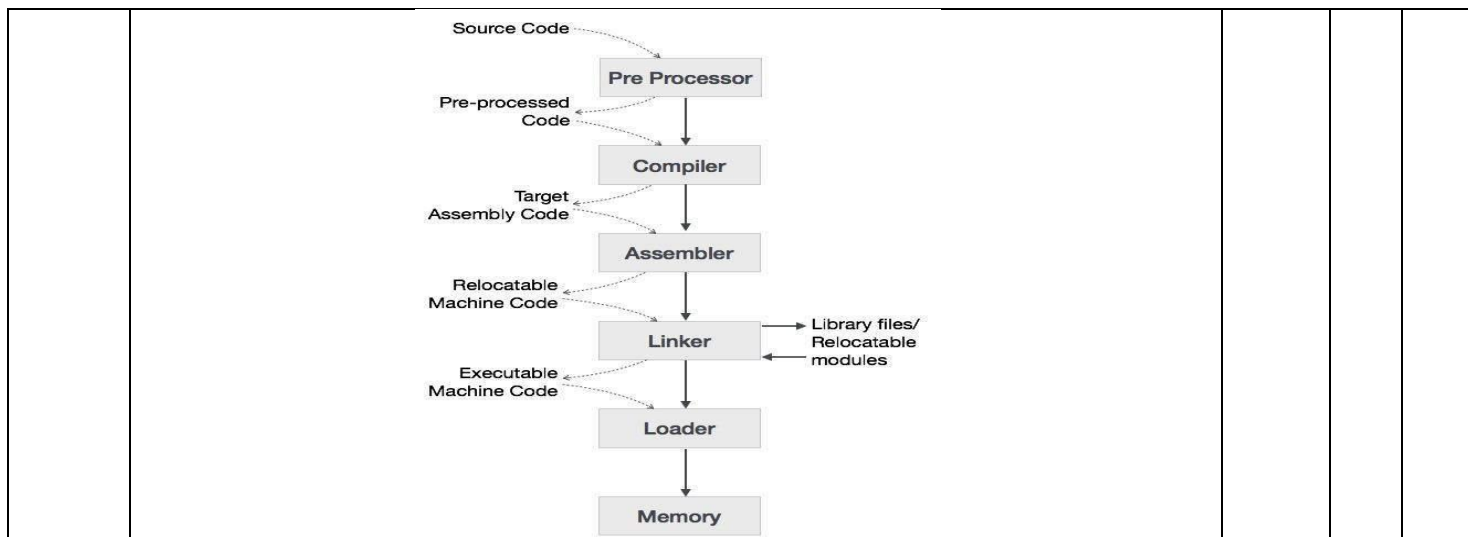 Source Code
Pre Processor
Pre-processed
Code
Compiler
Target
Assembly Code
Assembler
Relocatable
Machine Code
Linker
Library files/
Relocatable
modules
Executable
Machine Code
Loader
Memory